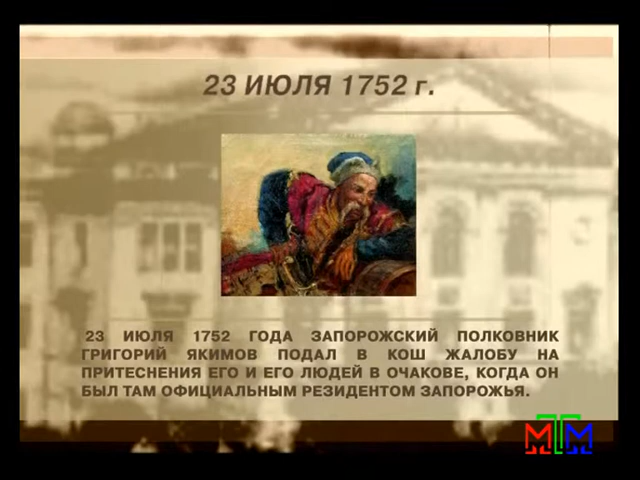 23 ИЮЛЯ 1752 г.
23 ИЮЛЯ 1752 ГОДА ЗАПОРОЖСКИЙ ПОЛКОВНИК
ГРИГОРИЙ ЯКИМОВ ПОДАЛ В КОШ ЖАЛОБУ НА
ПРИТЕСНЕНИЯ ЕГО И ЕГО ЛЮДЕЙ В ОЧАКОВЕ, КОГДА ОН
БЫЛ ТАМ ОФИЦИАЛЬНЫМ РЕЗИДЕНТОМ ЗАПОРОЖЬЯ.
МТМ